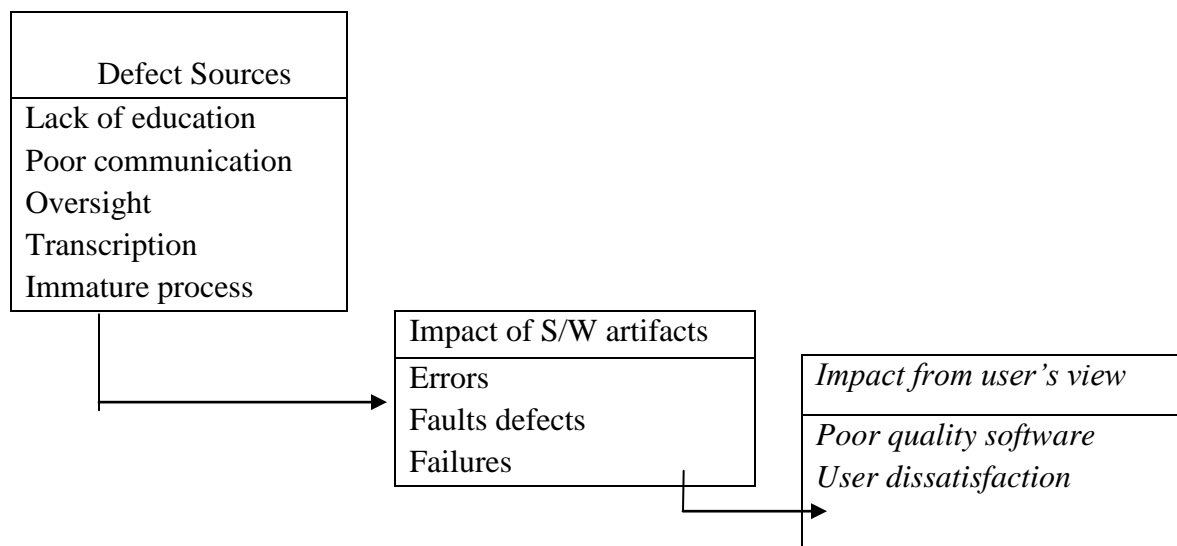 Defect Sources
Lack of education
Poor communication
Oversight
Transcription
Immature process
Impact of S/W artifacts
Errors
Faults defects
Failures
Impact from user’s view
Poor quality software
User dissatisfaction